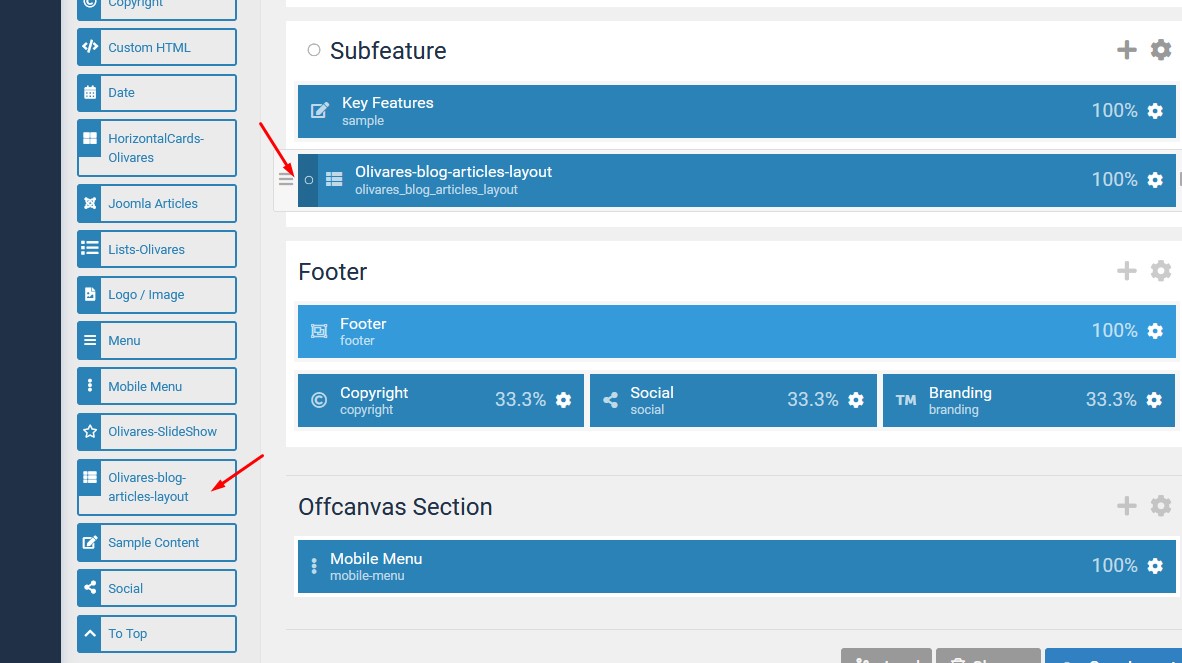 Copyright
Custom HTML
Date
HorizontalCards-
Olivares
Joomla Articles
Lists-Olivares
Logo / Image
Menu
Mobile Menu
Olivares-SlideShow
Olivares-blog-
articles-layout
Sample Content
Social
To Top
Subfeature
Key Features
sample
100%
Olivares-blog-articles-layout
olivares_blog_articles_layout
100%
Footer
Footer
footer
100%
Copyright
copyright
33.3%
Social
social
33.3%
TM
Branding
branding
33.3%
Offcanvas Section
Mobile Menu
mobile-menu
100%